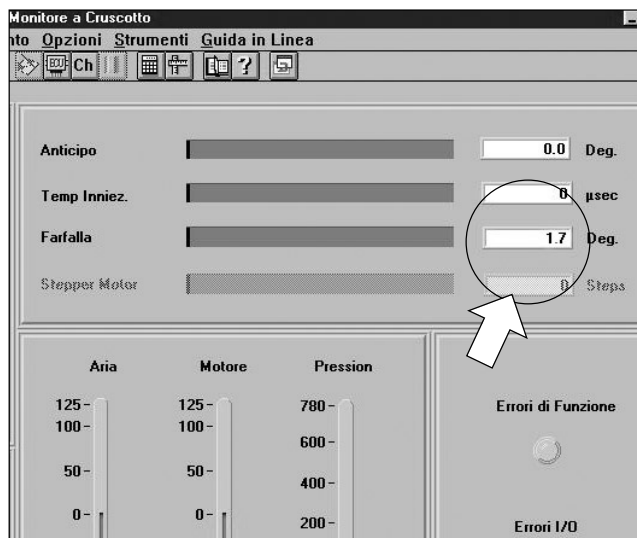 Monitore a Cruscotto
nto Opzioni Strumenti Guida in Linea
ECU Ch ?
Anticipo 0.0 Deg.
Temp Inniez. 0 µsec
Farfalla 1.7 Deg.
Stepper Motor 0 Steps
Aria Motore Pression
125- 125- 780-
100- 100-
600-
50- 50-
400-
0- 0-
200-
Errori di Funzione
Errori I/O